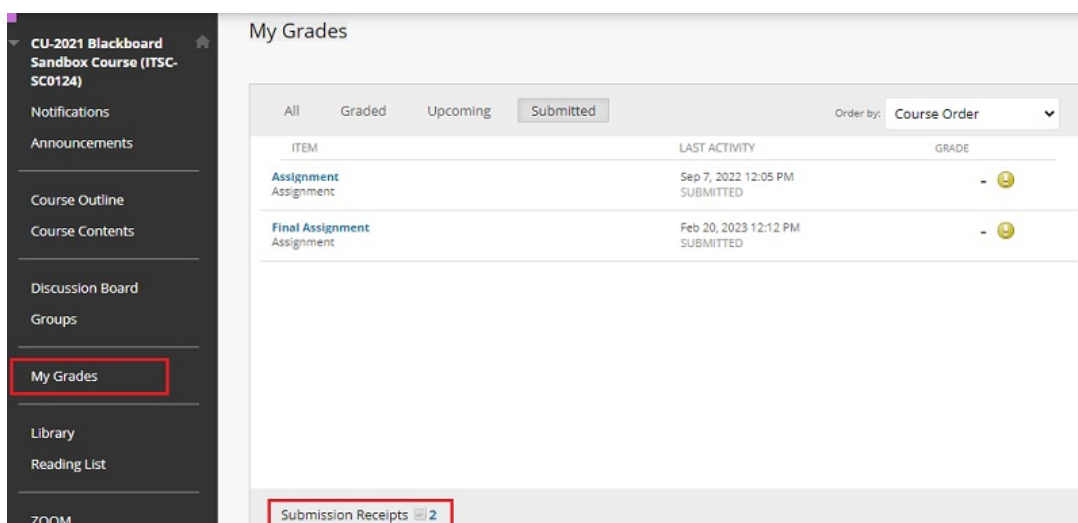 CU-2021 Blackboard
Sandbox Course (ITSC-
SC0124)
Notifications
Announcements
Course Outline
Course Contents
Discussion Board
Groups
My Grades
Library
Reading List
ZOOM
My Grades
All Graded Upcoming Submitted Order by: Course Order
ITEM LAST ACTIVITY GRADE
Assignment Sep 7, 2022 12:05 PM -
Assignment SUBMITTED
Final Assignment Feb 20, 2023 12:12 PM -
Assignment SUBMITTED
Submission Receipts 2